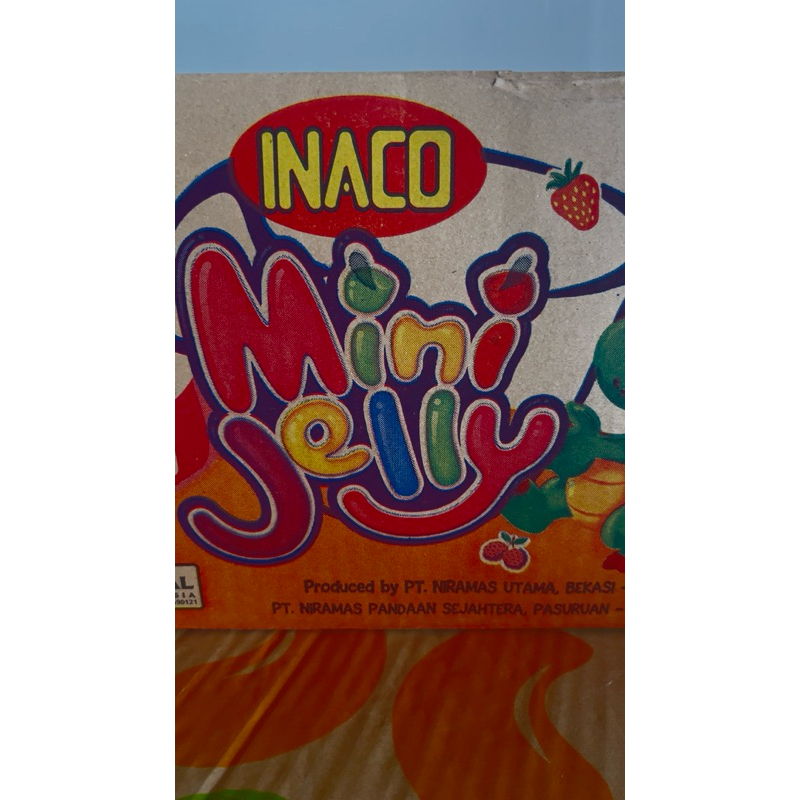 INACO
Mini
Jelly
Produced by PT. NIRAMAS UTAMA, BEKASI -
PT. NIRAMAS PANDAAN SEJAHTERA, PASURUAN -